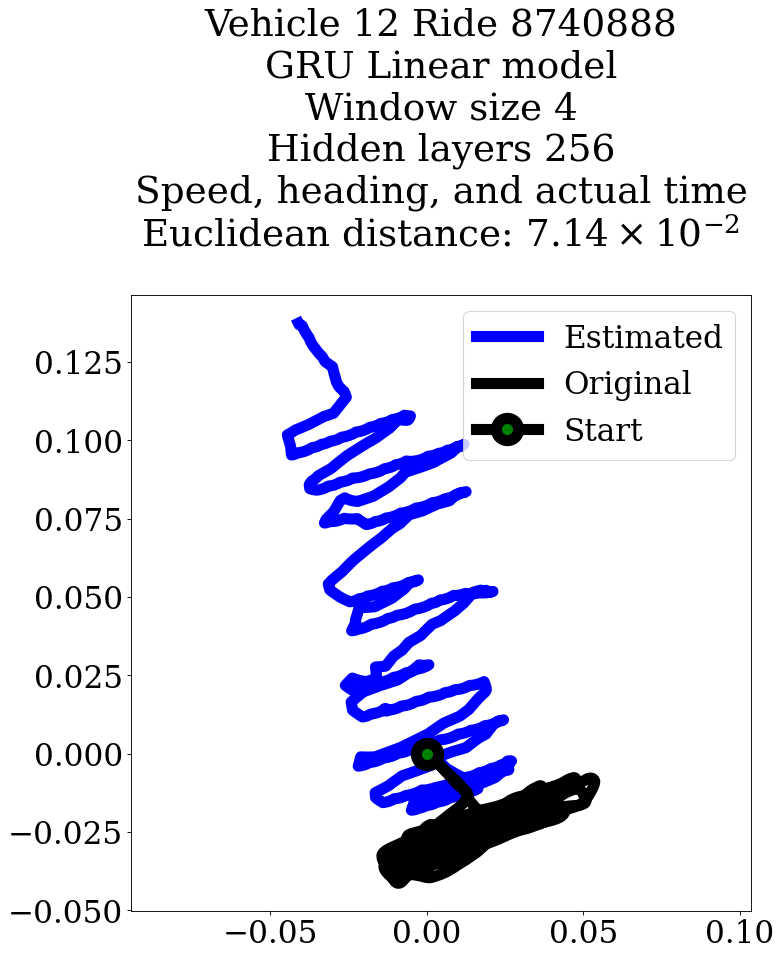 Vehicle 12 Ride 8740888
GRU Linear model
Window size 4
Hidden layers 256
Speed, heading, and actual time
Euclidean distance: 7.14 × 10⁻²
Estimated
Original
Start
0.125
0.100
0.075
0.050
0.025
0.000
−0.025
−0.050
−0.05 0.00 0.05 0.10